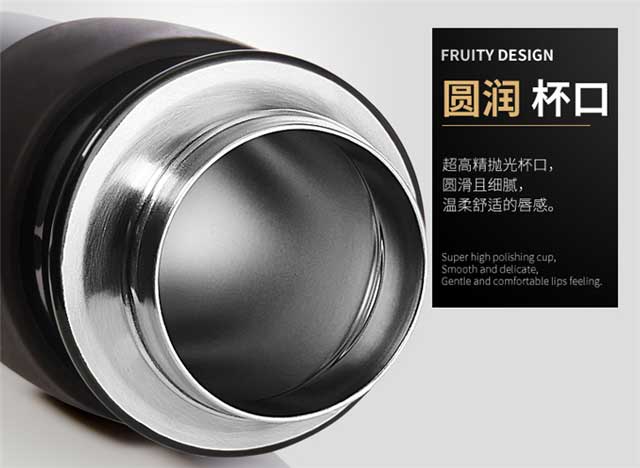 FRUITY DESIGN
圆润 杯口
超高精抛光杯口，
圆滑且细腻，
温柔舒适的唇感。
Super high polishing cup,
Smooth and delicate,
Gentle and comfortable lips feeling.